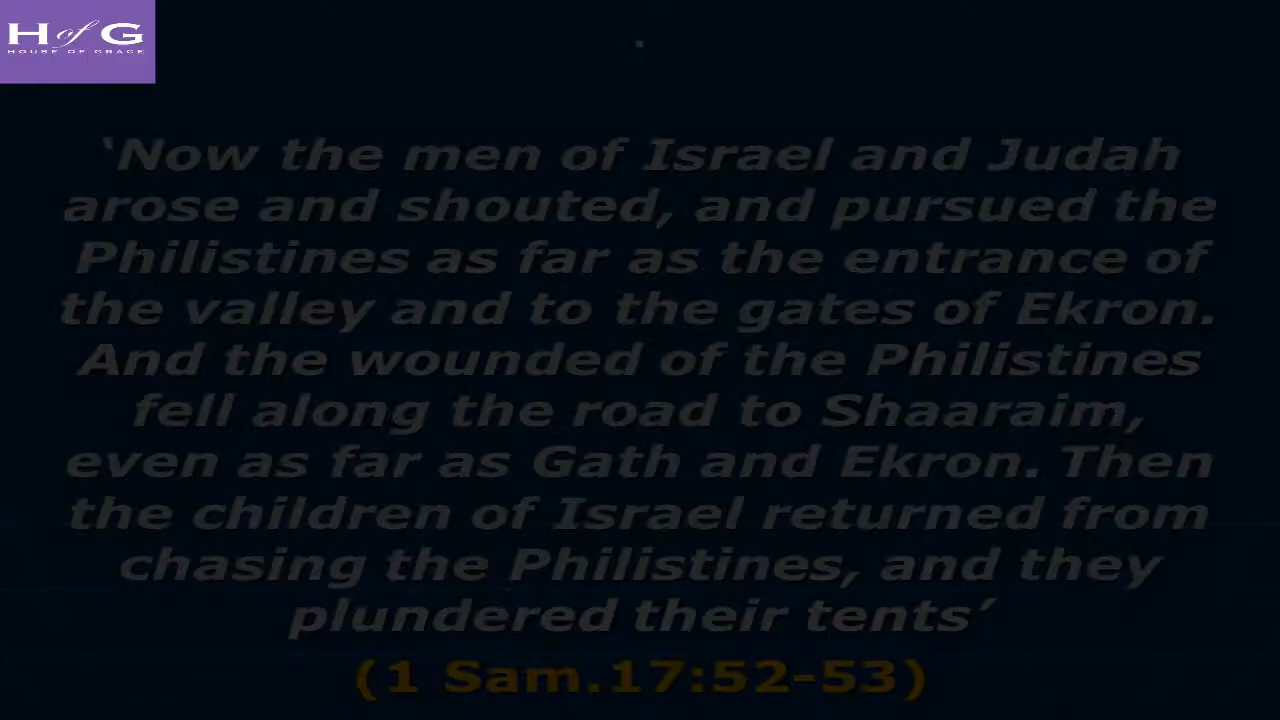 H of G
HOUSE OF GRACE
‘Now the men of Israel and Judah
arose and shouted, and pursued the
Philistines as far as the entrance of
the valley and to the gates of Ekron.
And the wounded of the Philistines
fell along the road to Shaaraim,
even as far as Gath and Ekron. Then
the children of Israel returned from
chasing the Philistines, and they
plundered their tents’
(1 Sam.17:52-53)